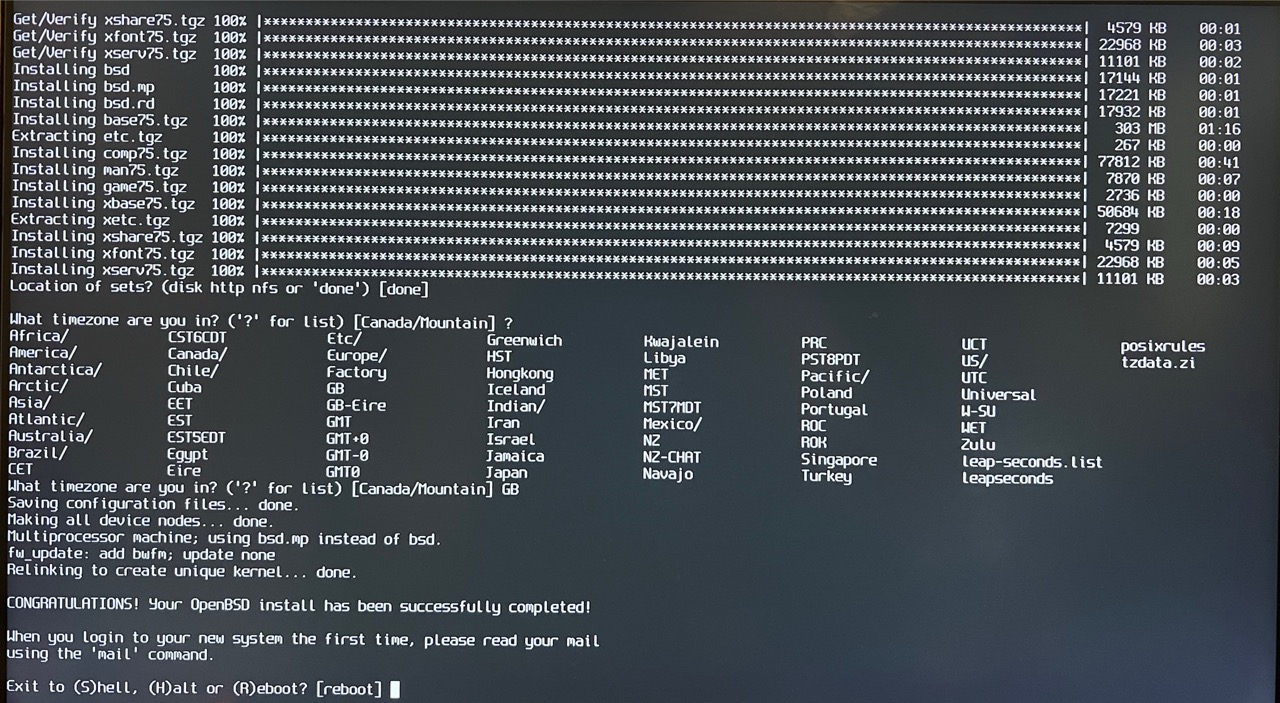 Get/Verify xshare75.tgz 100% |*****************************************************************************************************| 4579 KB 00:01
Get/Verify xfont75.tgz 100% |*****************************************************************************************************| 22968 KB 00:03
Get/Verify xserv75.tgz 100% |*****************************************************************************************************| 11101 KB 00:02
Installing bsd 100% |*****************************************************************************************************| 17144 KB 00:01
Installing bsd.mp 100% |*****************************************************************************************************| 17221 KB 00:01
Installing bsd.rd 100% |*****************************************************************************************************| 17932 KB 00:01
Installing base75.tgz 100% |*****************************************************************************************************| 303 MB 01:16
Extracting etc.tgz 100% |*****************************************************************************************************| 267 KB 00:00
Installing comp75.tgz 100% |*****************************************************************************************************| 77812 KB 00:41
Installing man75.tgz 100% |*****************************************************************************************************| 7870 KB 00:07
Installing game75.tgz 100% |*****************************************************************************************************| 2736 KB 00:00
Installing xbase75.tgz 100% |*****************************************************************************************************| 50684 KB 00:18
Extracting xetc.tgz 100% |*****************************************************************************************************| 7299 00:00
Installing xshare75.tgz 100% |*****************************************************************************************************| 4579 KB 00:09
Installing xfont75.tgz 100% |*****************************************************************************************************| 22968 KB 00:05
Installing xserv75.tgz 100% |*****************************************************************************************************| 11101 KB 00:03
Location of sets? (disk http nfs or 'done') [done]
What timezone are you in? ('?' for list) [Canada/Mountain] ?
Africa/ CST6CDT Etc/ Greenwich Kwajalein PRC UCT posixrules
America/ Canada/ Europe/ HST Libya PST8PDT US/ tzdata.zi
Antarctica/ Chile/ Factory Hongkong MET Pacific/ UTC
Arctic/ Cuba GB Iceland MST Poland Universal
Asia/ EET GB-Eire Indian/ MST7MDT Portugal W-SU
Atlantic/ EST GMT Iran Mexico/ ROC WET
Australia/ EST5EDT GMT+0 Israel NZ ROK Zulu
Brazil/ Egypt GMT-0 Jamaica NZ-CHAT Singapore leap-seconds.list
CET Eire GMT0 Japan Navajo Turkey leapseconds
What timezone are you in? ('?' for list) [Canada/Mountain] GB
Saving configuration files... done.
Making all device nodes... done.
Multiprocessor machine; using bsd.mp instead of bsd.
fw_update: add bwfm; update none
Relinking to create unique kernel... done.
CONGRATULATIONS! Your OpenBSD install has been successfully completed!
When you login to your new system the first time, please read your mail
using the 'mail' command.
Exit to (S)hell, (H)alt or (R)eboot? [reboot]